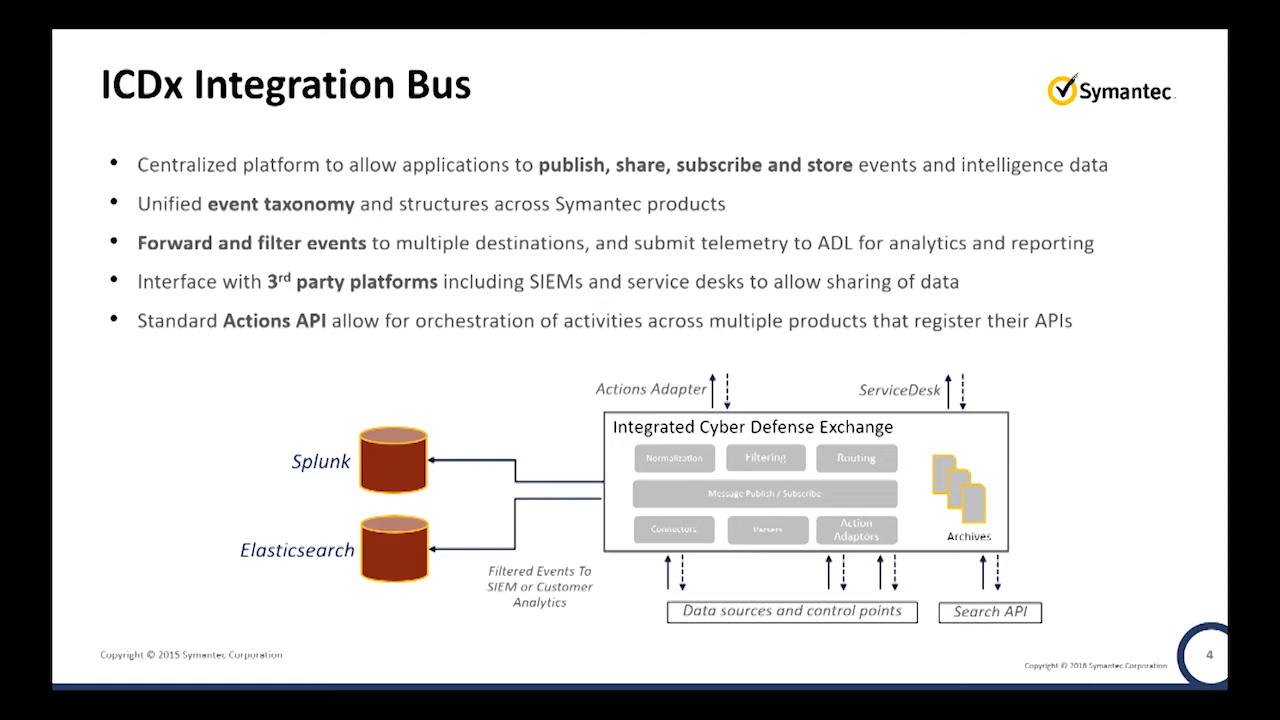 ICDx Integration Bus
Symantec
• Centralized platform to allow applications to publish, share, subscribe and store events and intelligence data
• Unified event taxonomy and structures across Symantec products
• Forward and filter events to multiple destinations, and submit telemetry to ADL for analytics and reporting
• Interface with 3rd party platforms including SIEMs and service desks to allow sharing of data
• Standard Actions API allow for orchestration of activities across multiple products that register their APIs
Actions Adapter
ServiceDesk
Integrated Cyber Defense Exchange
Normalization
Filtering
Routing
Message Publish / Subscribe
Connectors
Parsers
Action
Adaptors
Archives
Splunk
Elasticsearch
Filtered Events To
SIEM or Customer
Analytics
Data sources and control points
Search API
Copyright © 2015 Symantec Corporation
Copyright © 2018 Symantec Corporation
4